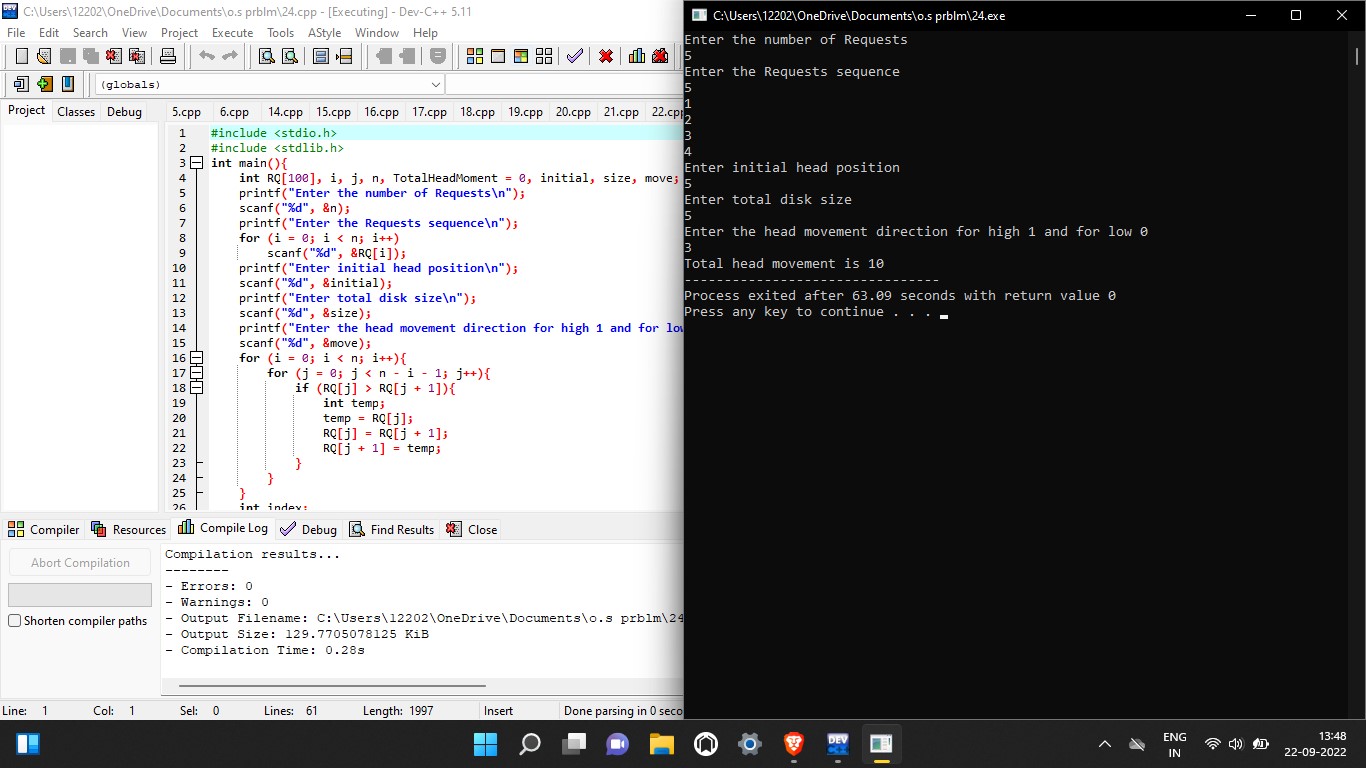 C:\Users\12202\OneDrive\Documents\o.s prblm\24.cpp - [Executing] - Dev-C++ 5.11
File Edit Search View Project Execute Tools AStyle Window Help
(globals)
Project Classes Debug
5.cpp 6.cpp 14.cpp 15.cpp 16.cpp 17.cpp 18.cpp 19.cpp 20.cpp 21.cpp 22.cpp
1 #include <stdio.h>
2 #include <stdlib.h>
3 int main(){
4 int RQ[100], i, j, n, TotalHeadMoment = 0, initial, size, move;
5 printf("Enter the number of Requests\n");
6 scanf("%d", &n);
7 printf("Enter the Requests sequence\n");
8 for (i = 0; i < n; i++)
9 scanf("%d", &RQ[i]);
10 printf("Enter initial head position\n");
11 scanf("%d", &initial);
12 printf("Enter total disk size\n");
13 scanf("%d", &size);
14 printf("Enter the head movement direction for high 1 and for low
15 scanf("%d", &move);
16 for (i = 0; i < n; i++){
17 for (j = 0; j < n - i - 1; j++){
18 if (RQ[j] > RQ[j + 1]){
19 int temp;
20 temp = RQ[j];
21 RQ[j] = RQ[j + 1];
22 RQ[j + 1] = temp;
23 }
24 }
25 }
26 int index;
Compiler Resources Compile Log Debug Find Results Close
Abort Compilation
Shorten compiler paths
Compilation results...
--------
- Errors: 0
- Warnings: 0
- Output Filename: C:\Users\12202\OneDrive\Documents\o.s prblm\24
- Output Size: 129.7705078125 KiB
- Compilation Time: 0.28s
Line: 1 Col: 1 Sel: 0 Lines: 61 Length: 1997 Insert Done parsing in 0 seco
C:\Users\12202\OneDrive\Documents\o.s prblm\24.exe
Enter the number of Requests
5
Enter the Requests sequence
5
1
2
3
4
Enter initial head position
5
Enter total disk size
5
Enter the head movement direction for high 1 and for low 0
3
Total head movement is 10
--------------------------------
Process exited after 63.09 seconds with return value 0
Press any key to continue . . .
DEV
ENG
IN
13:48
22-09-2022